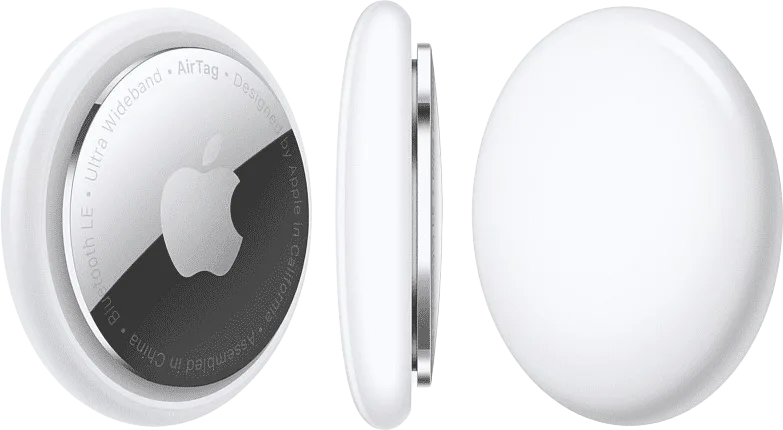 Bluetooth LE • Ultra Wideband • AirTag • Designed by Apple in California • Assembled in China •